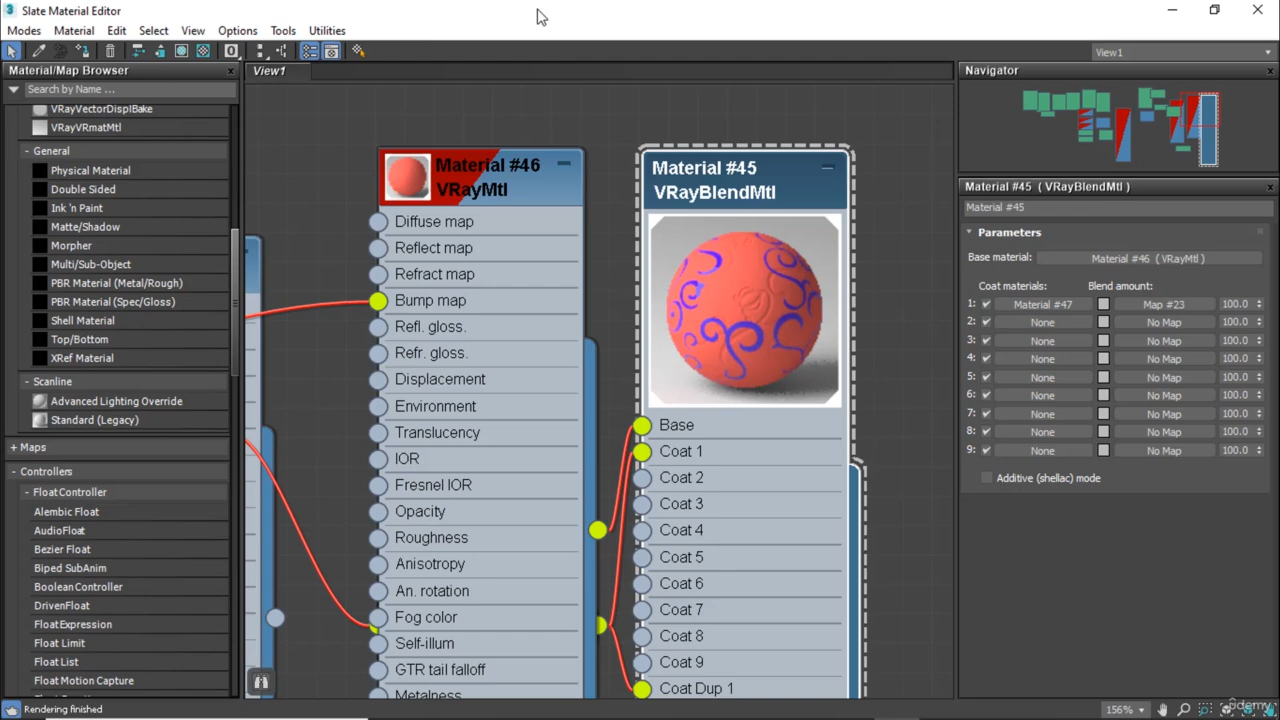 Slate Material Editor
Modes Material Edit Select View Options Tools Utilities
View1
Material/Map Browser
Search by Name ...
VRayVectorDisplBake
VRayVRmatMtl
- General
Physical Material
Double Sided
Ink 'n Paint
Matte/Shadow
Morpher
Multi/Sub-Object
PBR Material (Metal/Rough)
PBR Material (Spec/Gloss)
Shell Material
Top/Bottom
XRef Material
- Scanline
Advanced Lighting Override
Standard (Legacy)
+ Maps
- Controllers
- FloatController
Alembic Float
AudioFloat
Bezier Float
Biped SubAnim
BooleanController
DrivenFloat
FloatExpression
Float Limit
Float List
Float Motion Capture
Rendering finished
View1
Material #46
VRayMtl
Diffuse map
Reflect map
Refract map
Bump map
Refl. gloss.
Refr. gloss.
Displacement
Environment
Translucency
IOR
Fresnel IOR
Opacity
Roughness
Anisotropy
An. rotation
Fog color
Self-illum
GTR tail falloff
Metalness
Material #45
VRayBlendMtl
Base
Coat 1
Coat 2
Coat 3
Coat 4
Coat 5
Coat 6
Coat 7
Coat 8
Coat 9
Coat Dup 1
Navigator
Material #45 ( VRayBlendMtl )
Material #45
Parameters
Base material: Material #46 ( VRayMtl )
Coat materials: Blend amount:
1: Material #47 Map #23 100.0
2: None No Map 100.0
3: None No Map 100.0
4: None No Map 100.0
5: None No Map 100.0
6: None No Map 100.0
7: None No Map 100.0
8: None No Map 100.0
9: None No Map 100.0
Additive (shellac) mode
156%
Udemy